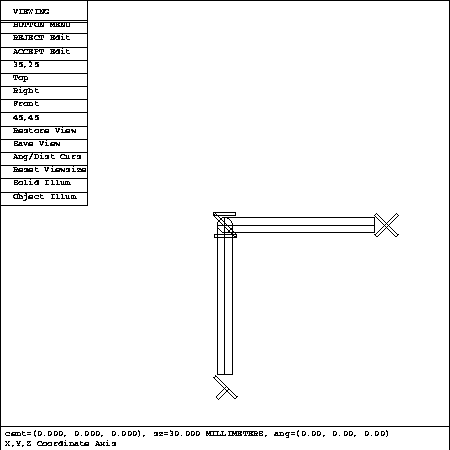 VIEWING
BUTTON MENU
REJECT Edit
ACCEPT Edit
35,25
Top
Right
Front
45,45
Restore View
Save View
Ang/Dist Curs
Reset Viewsize
Solid Illum
Object Illum
cent=(0.000, 0.000, 0.000), sz=30.000 MILLIMETERS, ang=(0.00, 0.00, 0.00)
X,Y,Z Coordinate Axis